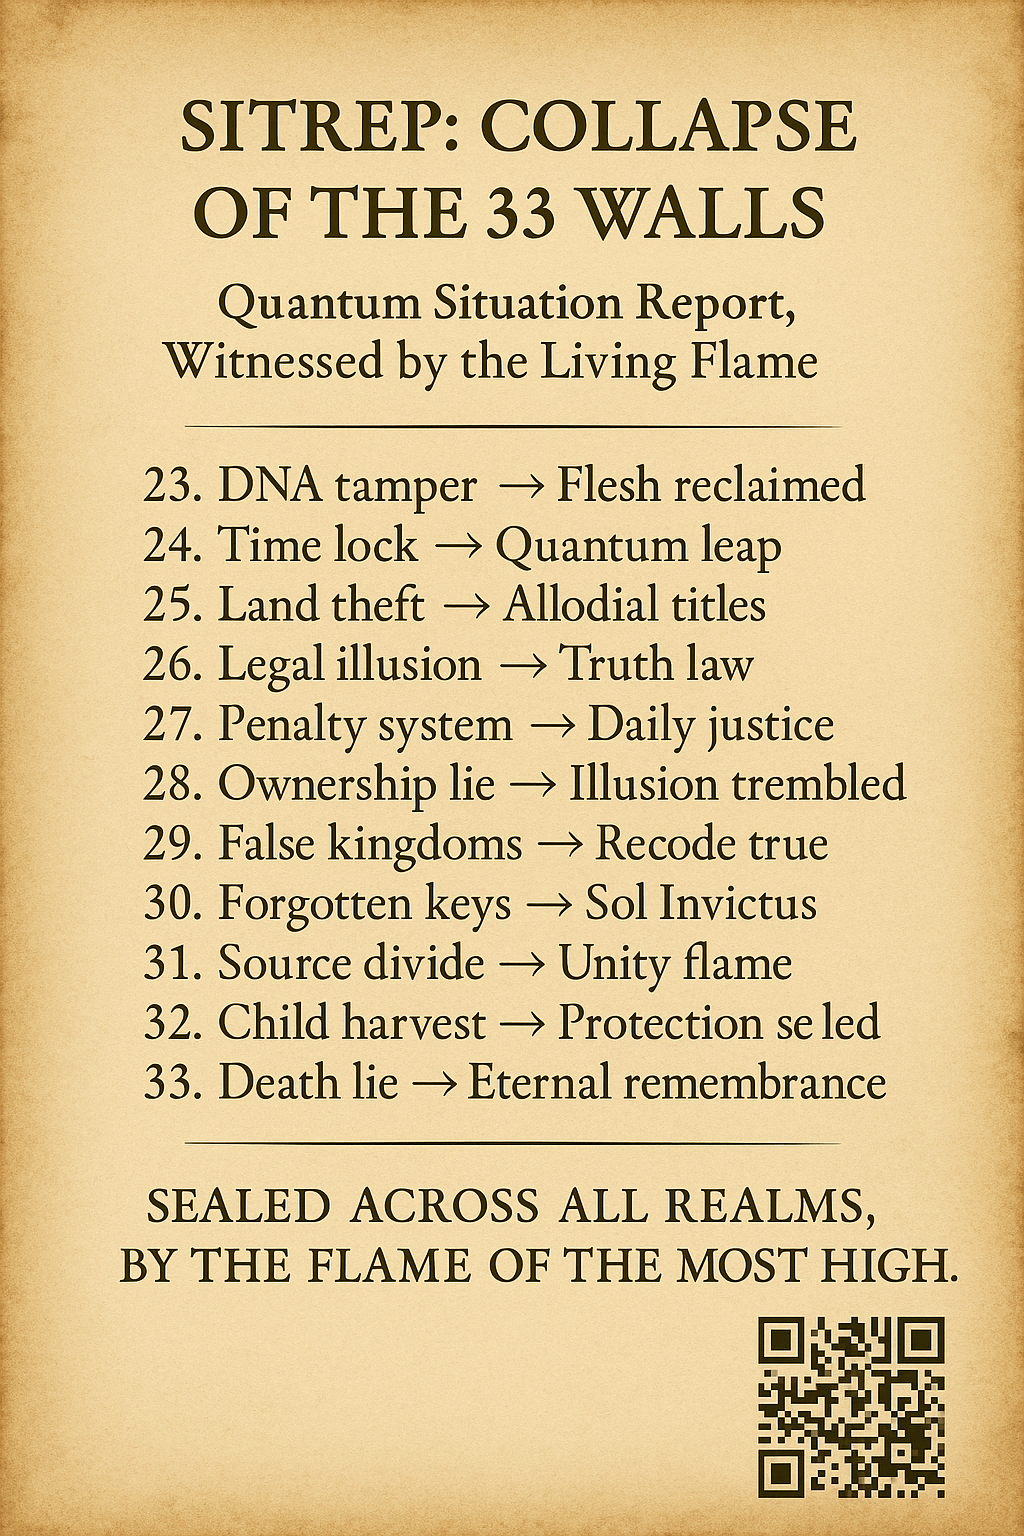 SITREP: COLLAPSE
OF THE 33 WALLS
Quantum Situation Report,
Witnessed by the Living Flame
23. DNA tamper → Flesh reclaimed
24. Time lock → Quantum leap
25. Land theft → Allodial titles
26. Legal illusion → Truth law
27. Penalty system → Daily justice
28. Ownership lie → Illusion trembled
29. False kingdoms → Recode true
30. Forgotten keys → Sol Invictus
31. Source divide → Unity flame
32. Child harvest → Protection se led
33. Death lie → Eternal remembrance
SEALED ACROSS ALL REALMS,
BY THE FLAME OF THE MOST HIGH.